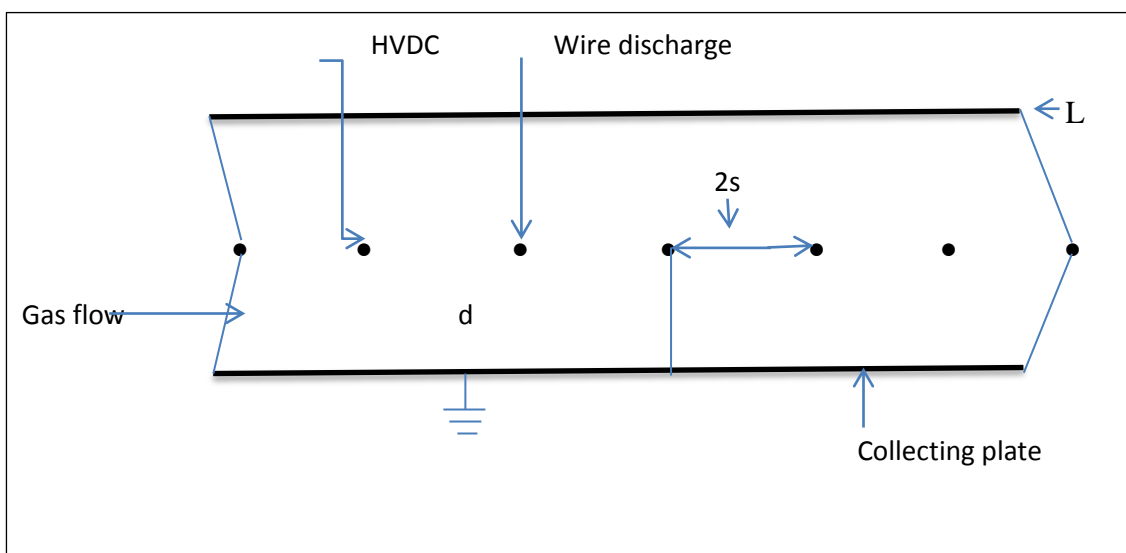 HVDC
Wire discharge
L
2s
Gas flow
d
Collecting plate